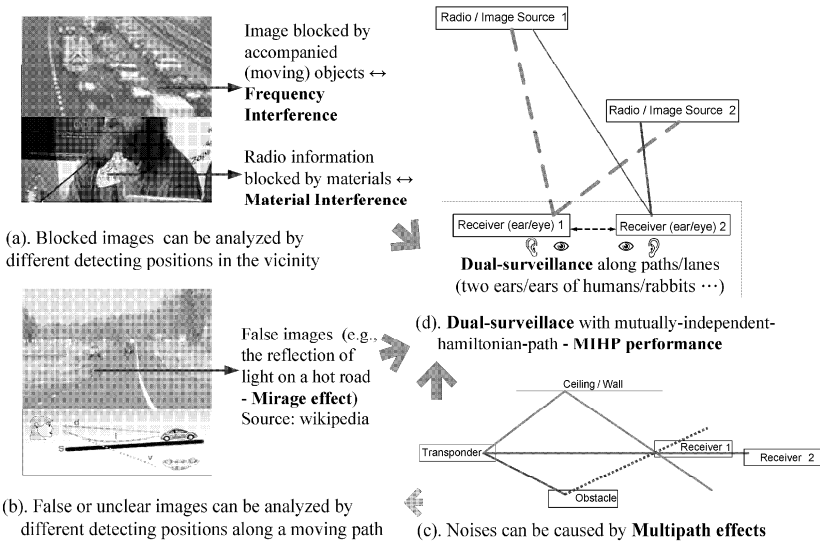 Image blocked by
accompanied
(moving) objects ↔
Frequency
Interference
Radio information
blocked by materials ↔
Material Interference
(a). Blocked images can be analyzed by
different detecting positions in the vicinity
False images (e.g.,
the reflection of
light on a hot road
- Mirage effect)
Source: wikipedia
d
i
S
v
(b). False or unclear images can be analyzed by
different detecting positions along a moving path
Radio / Image Source 1
Radio / Image Source 2
Receiver (ear/eye) 1
Receiver (ear/eye) 2
Dual-surveillance along paths/lanes
(two ears/ears of humans/rabbits ⋯)
(d). Dual-surveillace with mutually-independent-
hamiltonian-path - MIHP performance
Ceiling / Wall
Transponder
Receiver 1
Receiver 2
Obstacle
(c). Noises can be caused by Multipath effects